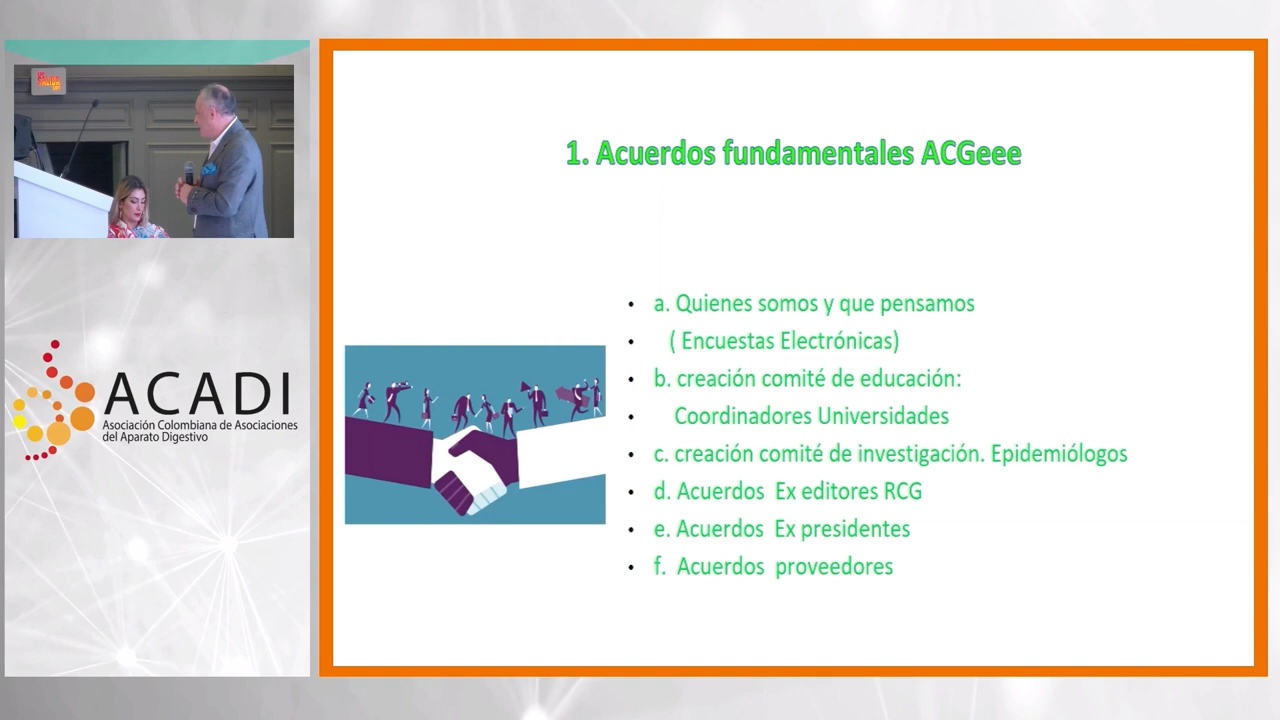 1. Acuerdos fundamentales ACGeee
• a. Quienes somos y que pensamos
• ( Encuestas Electrónicas)
• b. creación comité de educación:
• Coordinadores Universidades
• c. creación comité de investigación. Epidemiólogos
• d. Acuerdos Ex editores RCG
• e. Acuerdos Ex presidentes
• f. Acuerdos proveedores
ACADI
Asociación Colombiana de Asociaciones
del Aparato Digestivo